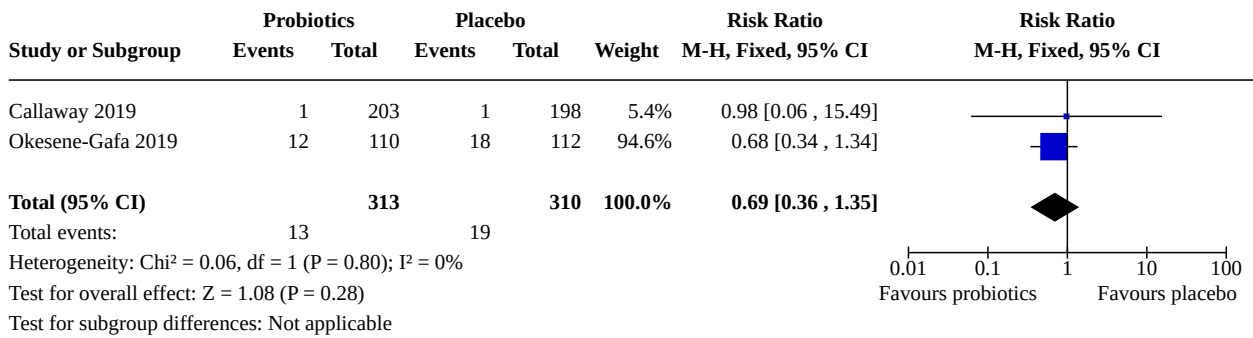 Probiotics Placebo Risk Ratio Risk Ratio
Study or Subgroup Events Total Events Total Weight M-H, Fixed, 95% CI M-H, Fixed, 95% CI
Callaway 2019 1 203 1 198 5.4% 0.98 [0.06 , 15.49]
Okesene-Gafa 2019 12 110 18 112 94.6% 0.68 [0.34 , 1.34]
Total (95% CI) 313 310 100.0% 0.69 [0.36 , 1.35]
Total events: 13 19
Heterogeneity: Chi² = 0.06, df = 1 (P = 0.80); I² = 0%
0.01 0.1 1 10 100
Test for overall effect: Z = 1.08 (P = 0.28)
Favours probiotics Favours placebo
Test for subgroup differences: Not applicable